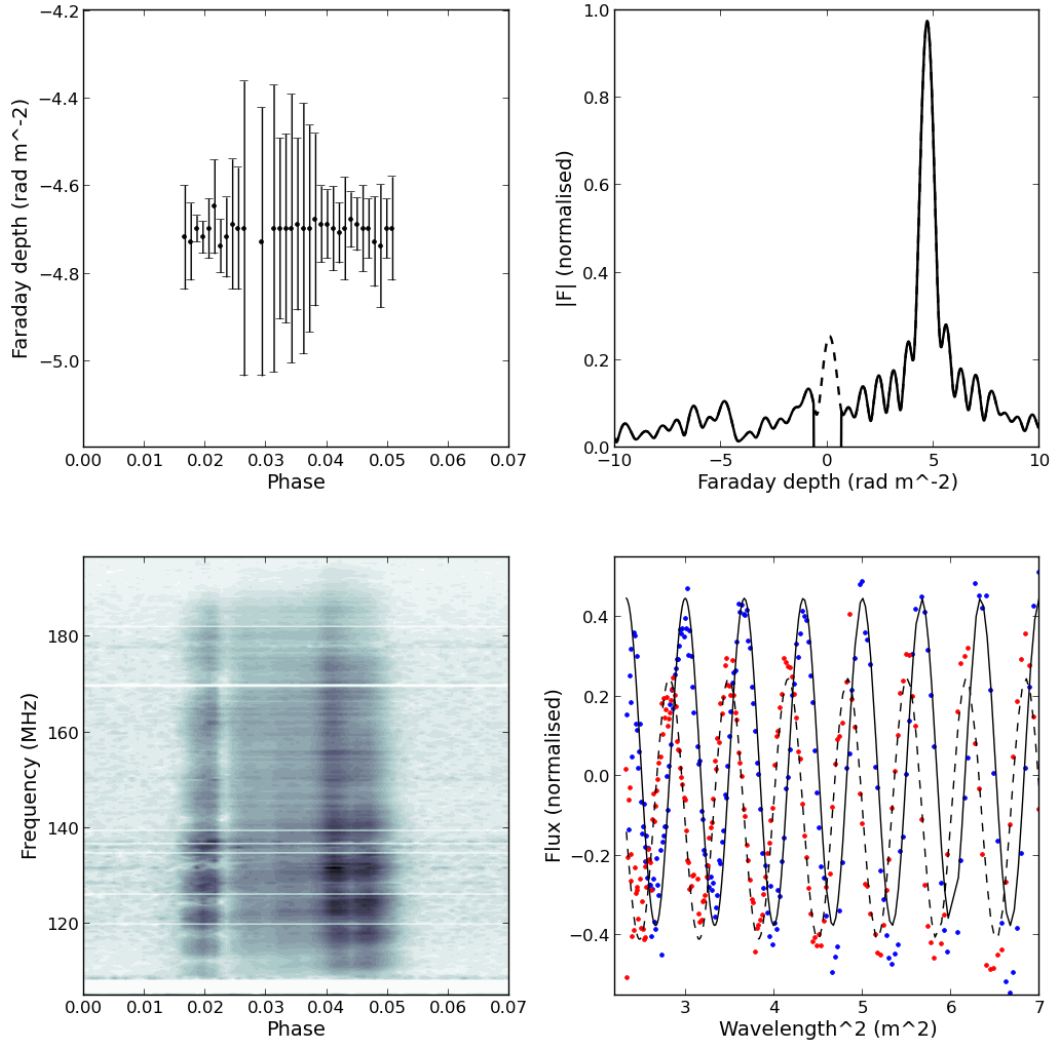 −4.2
−4.4
−4.6
−4.8
−5.0
Faraday depth (rad m^-2)
0.00 0.01 0.02 0.03 0.04 0.05 0.06 0.07
Phase
1.0
0.8
0.6
0.4
0.2
0.0
|F| (normalised)
−10 −5 0 5 10
Faraday depth (rad m^-2)
180
160
140
120
Frequency (MHz)
0.00 0.01 0.02 0.03 0.04 0.05 0.06 0.07
Phase
0.4
0.2
0.0
−0.2
−0.4
Flux (normalised)
3 4 5 6 7
Wavelength^2 (m^2)